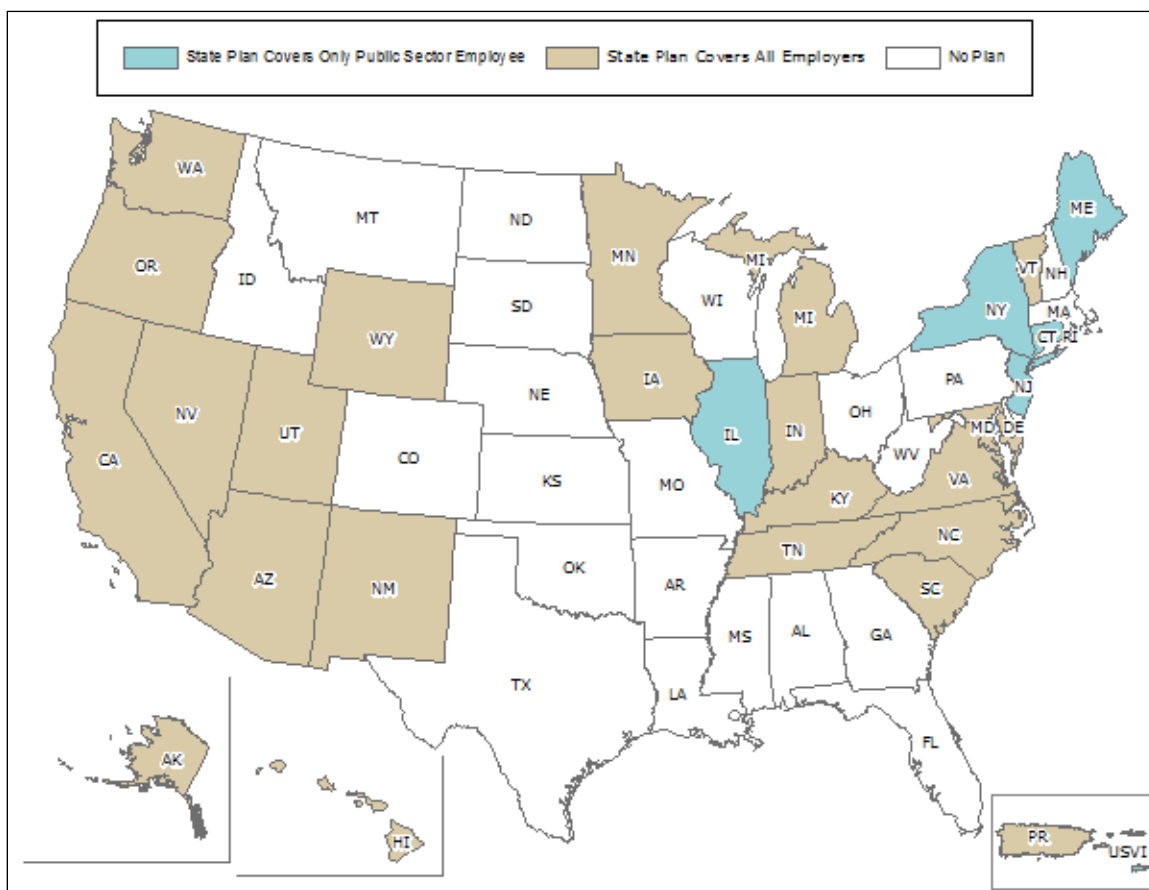 State Plan Covers Only Public Sector Employee State Plan Covers All Employers No Plan
WA
MT
ND
ME
OR
MN
VT
NH
ID
MI
SD
WI
NY
MA
WY
MI
CT RI
IA
PA
NE
NJ
NV
OH
UT
IL
IN
MD DE
CA
CO
WV
KS
MO
VA
KY
NC
TN
AZ
OK
NM
AR
SC
MS
AL
GA
TX
LA
FL
AK
HI
PR
USVI